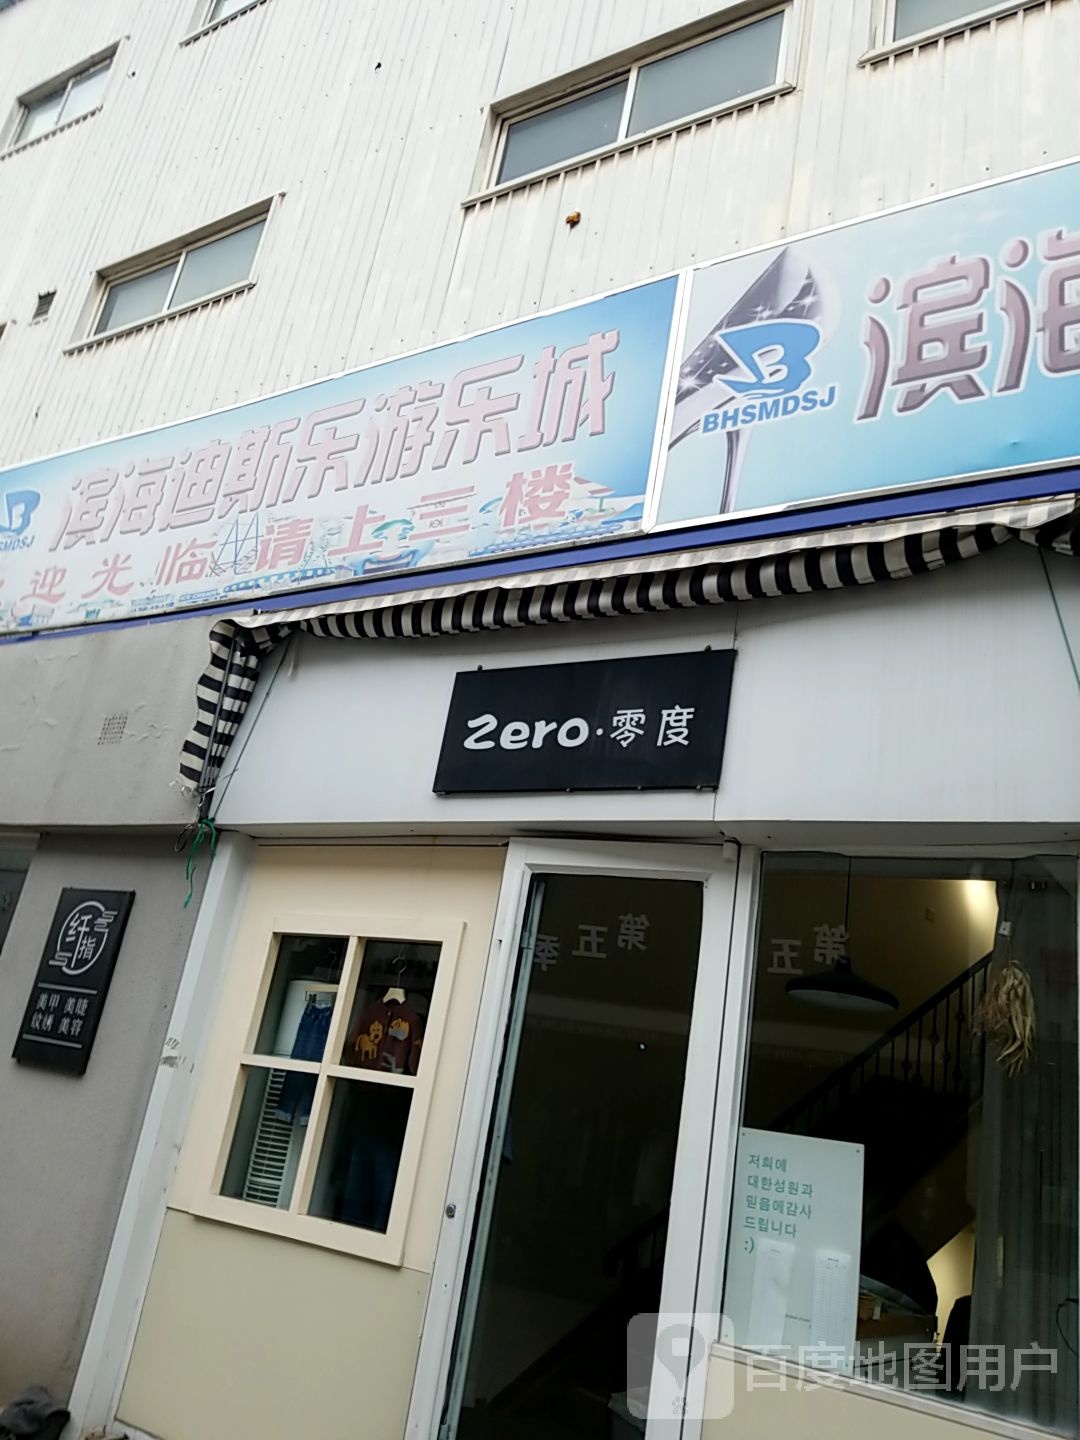 滨海迪斯乐游乐城
迎光临 请上三楼
BHSMDSJ
滨海
Zero·零度
纤指
美甲 美睫
纹绣 美容
第五季
第五
저희에
대한성원과
믿음에감사
드립니다
:)
百度地图用户